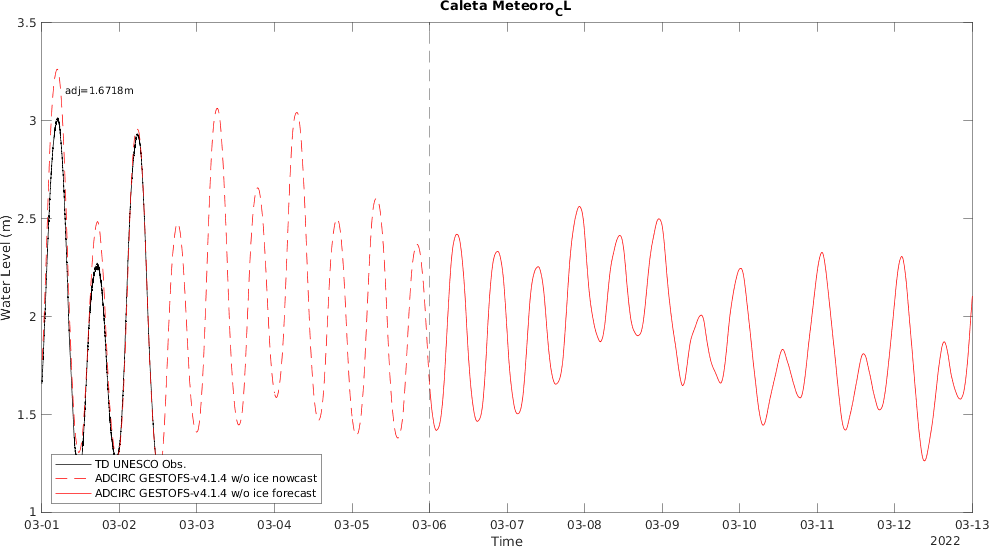 Caleta Meteoro_CL
3.5
adj=1.6718m
3
2.5
Water Level (m)
2
1.5
TD UNESCO Obs.
ADCIRC GESTOFS-v4.1.4 w/o ice nowcast
ADCIRC GESTOFS-v4.1.4 w/o ice forecast
1
03-01 03-02 03-03 03-04 03-05 03-06 03-07 03-08 03-09 03-10 03-11 03-12 03-13
Time
2022